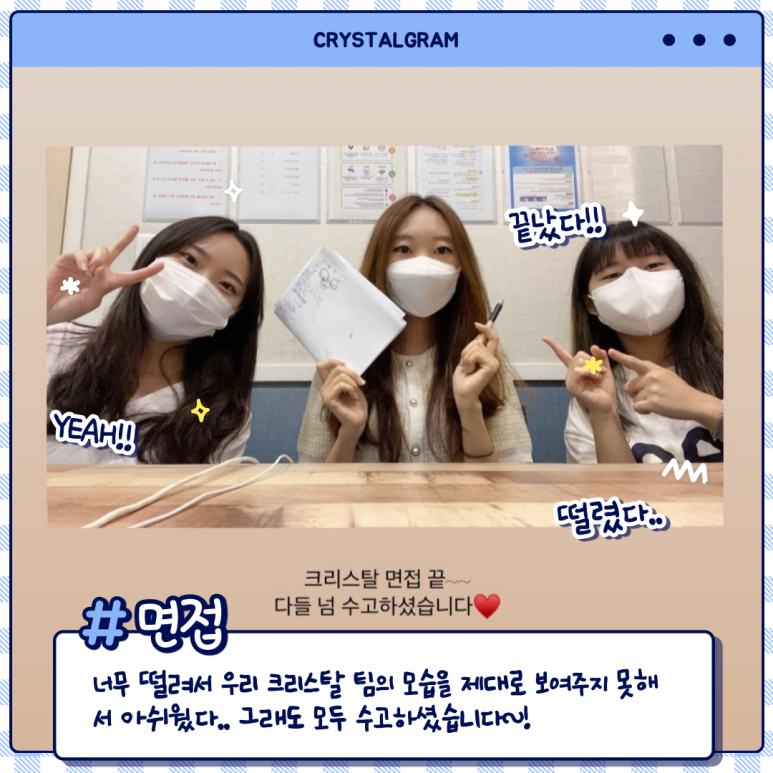 CRYSTALGRAM
끝났다!!
YEAH!!
떨렸다..
크리스탈 면접 끝~~
다들 넘 수고하셨습니다❤️
#면접
너무 떨려서 우리 크리스탈 팀의 모습을 제대로 보여주지 못해
서 아쉬웠다.. 그래도 모두 수고하셨습니다~!